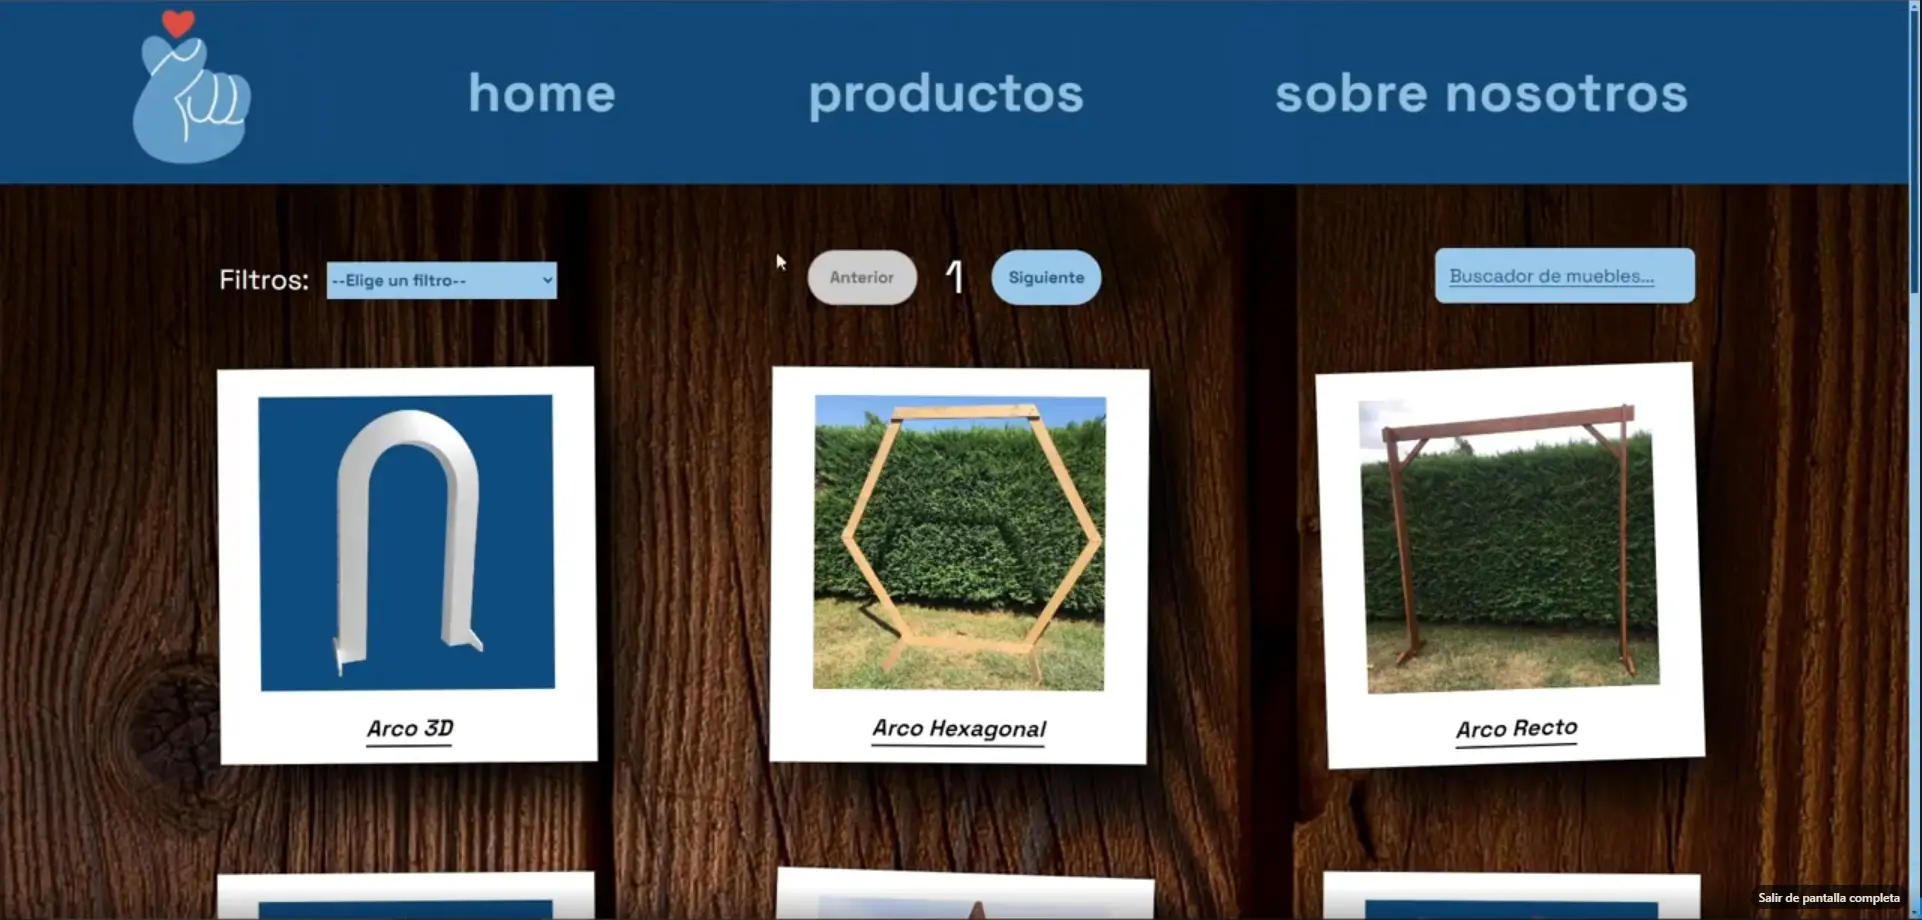 home
productos
sobre nosotros
Filtros:
--Elige un filtro--
Anterior
1
Siguiente
Buscador de muebles...
Arco 3D
Arco Hexagonal
Arco Recto
Salir de pantalla completa